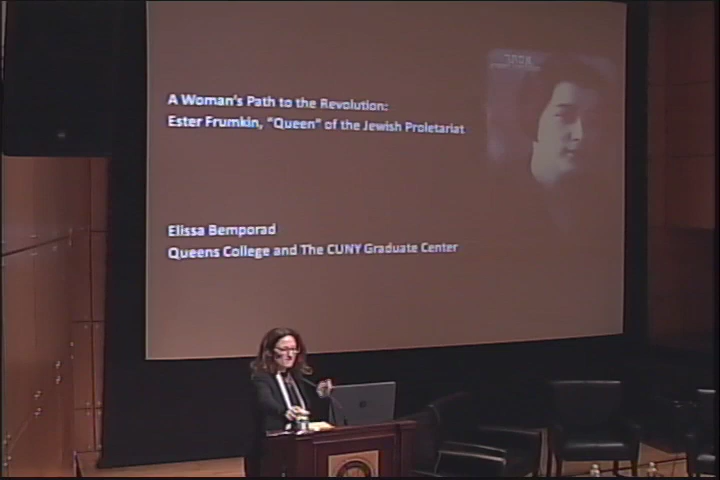 A Woman's Path to the Revolution:
Ester Frumkin, "Queen" of the Jewish Proletariat
Elissa Bemporad
Queens College and The CUNY Graduate Center